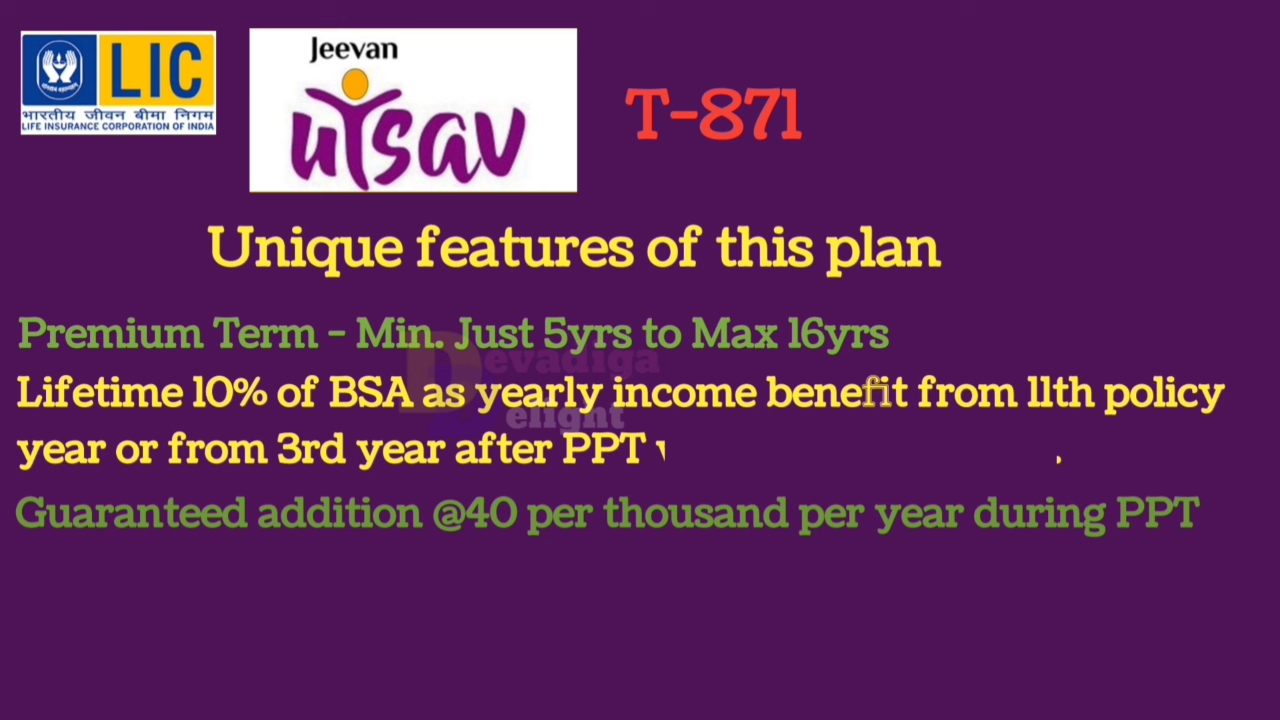 LIC
भारतीय जीवन बीमा निगम
LIFE INSURANCE CORPORATION OF INDIA
Jeevan
utsav
T-871
Unique features of this plan
Premium Term - Min. Just 5yrs to Max 16yrs
Lifetime 10% of BSA as yearly income benefit from 11th policy
year or from 3rd year after PPT
Guaranteed addition @40 per thousand per year during PPT
Devadiga
Delight